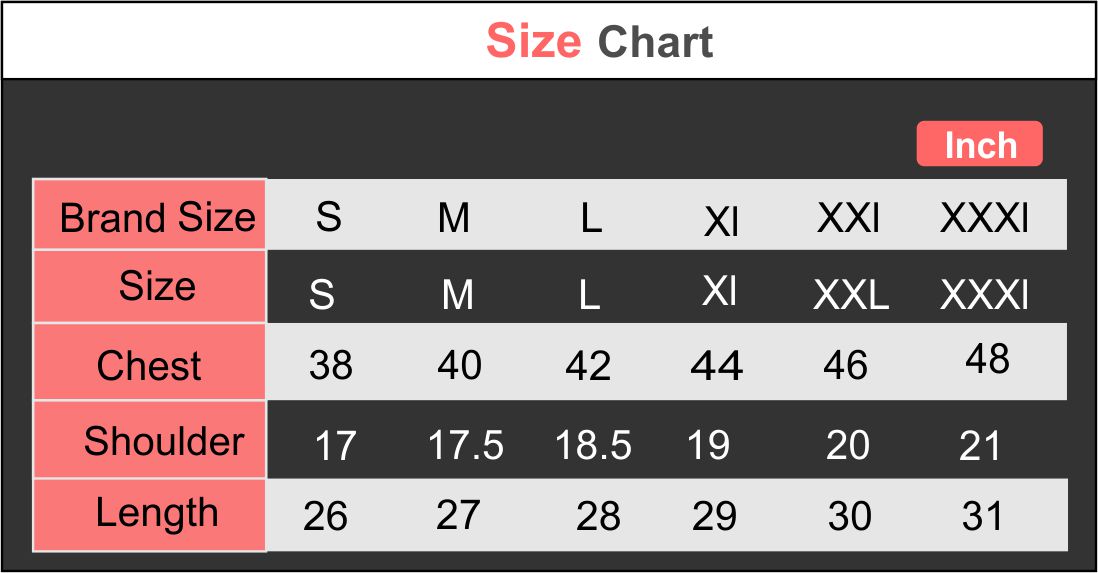 Size Chart
Inch
Brand Size S M L Xl XXl XXXl
Size S M L Xl XXL XXXl
Chest 38 40 42 44 46 48
Shoulder 17 17.5 18.5 19 20 21
Length 26 27 28 29 30 31